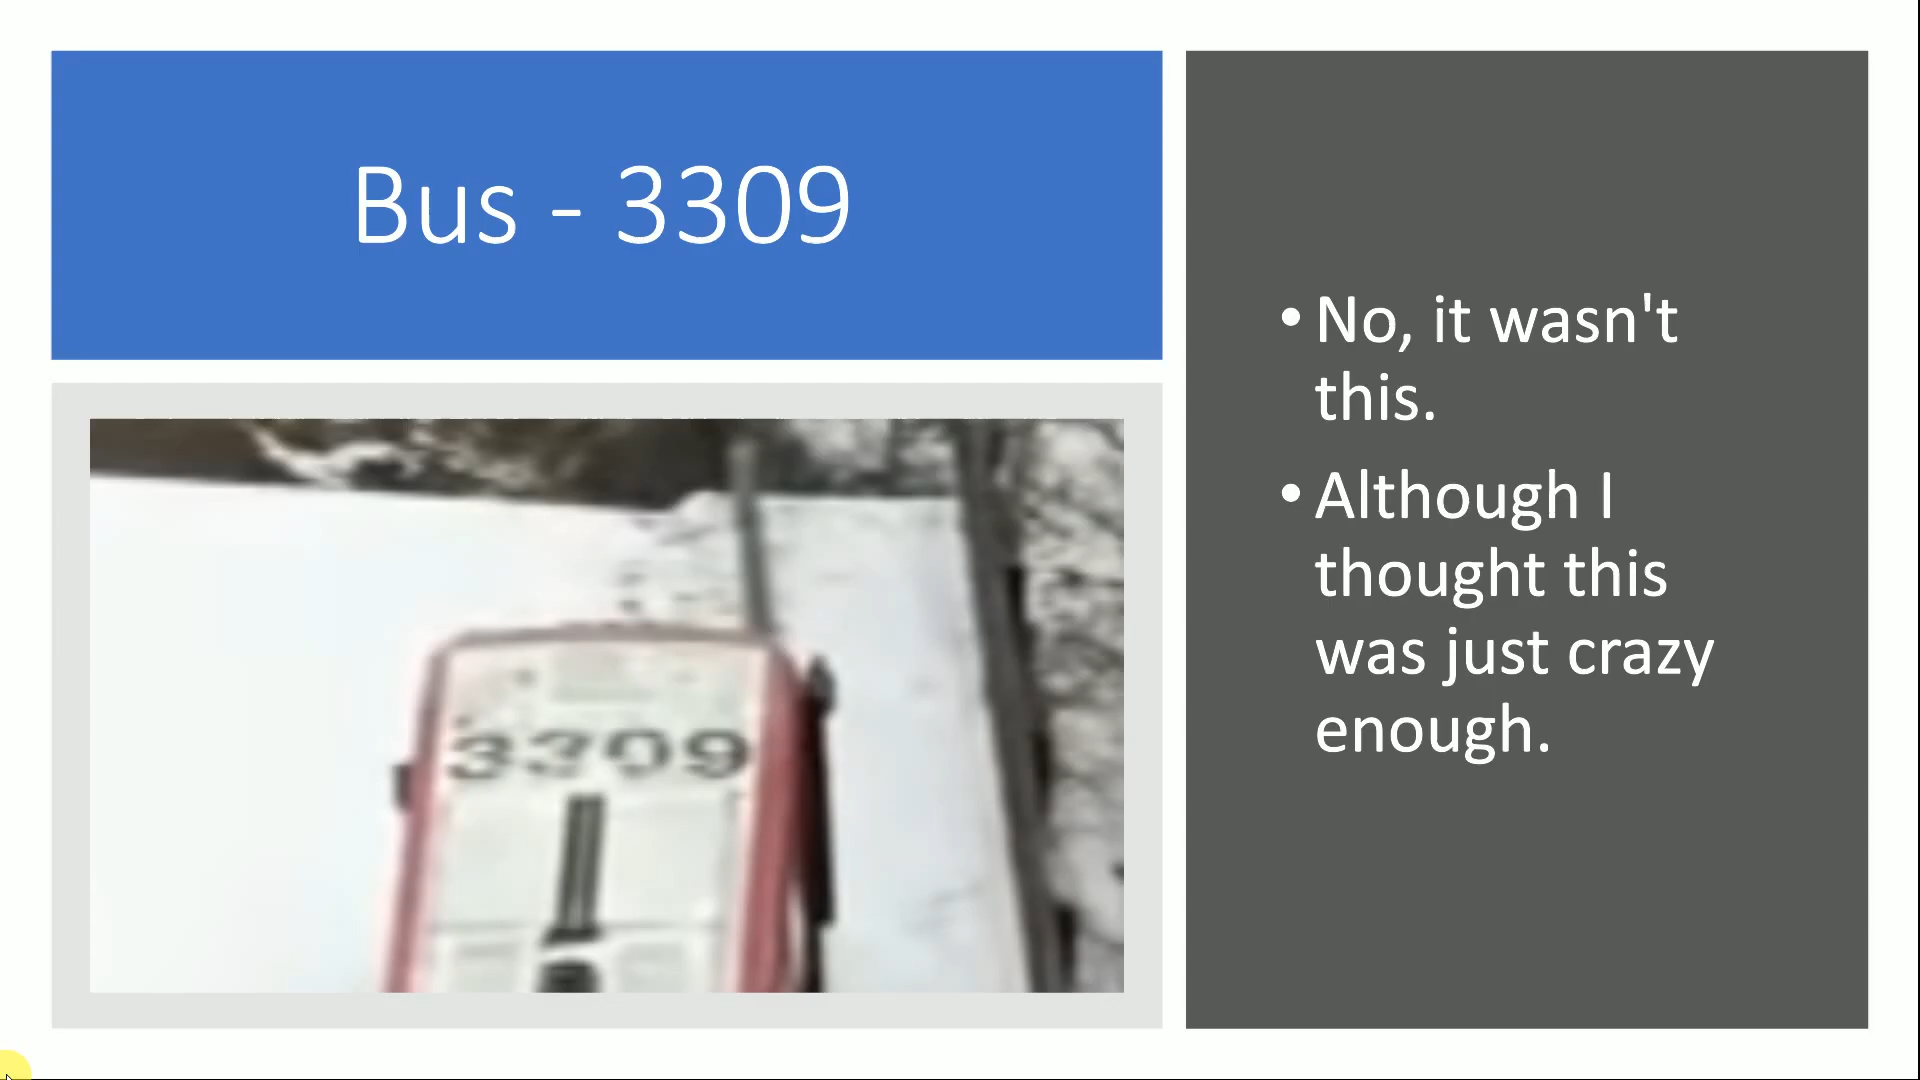 Bus - 3309
3309
• No, it wasn't
this.
• Although I
thought this
was just crazy
enough.